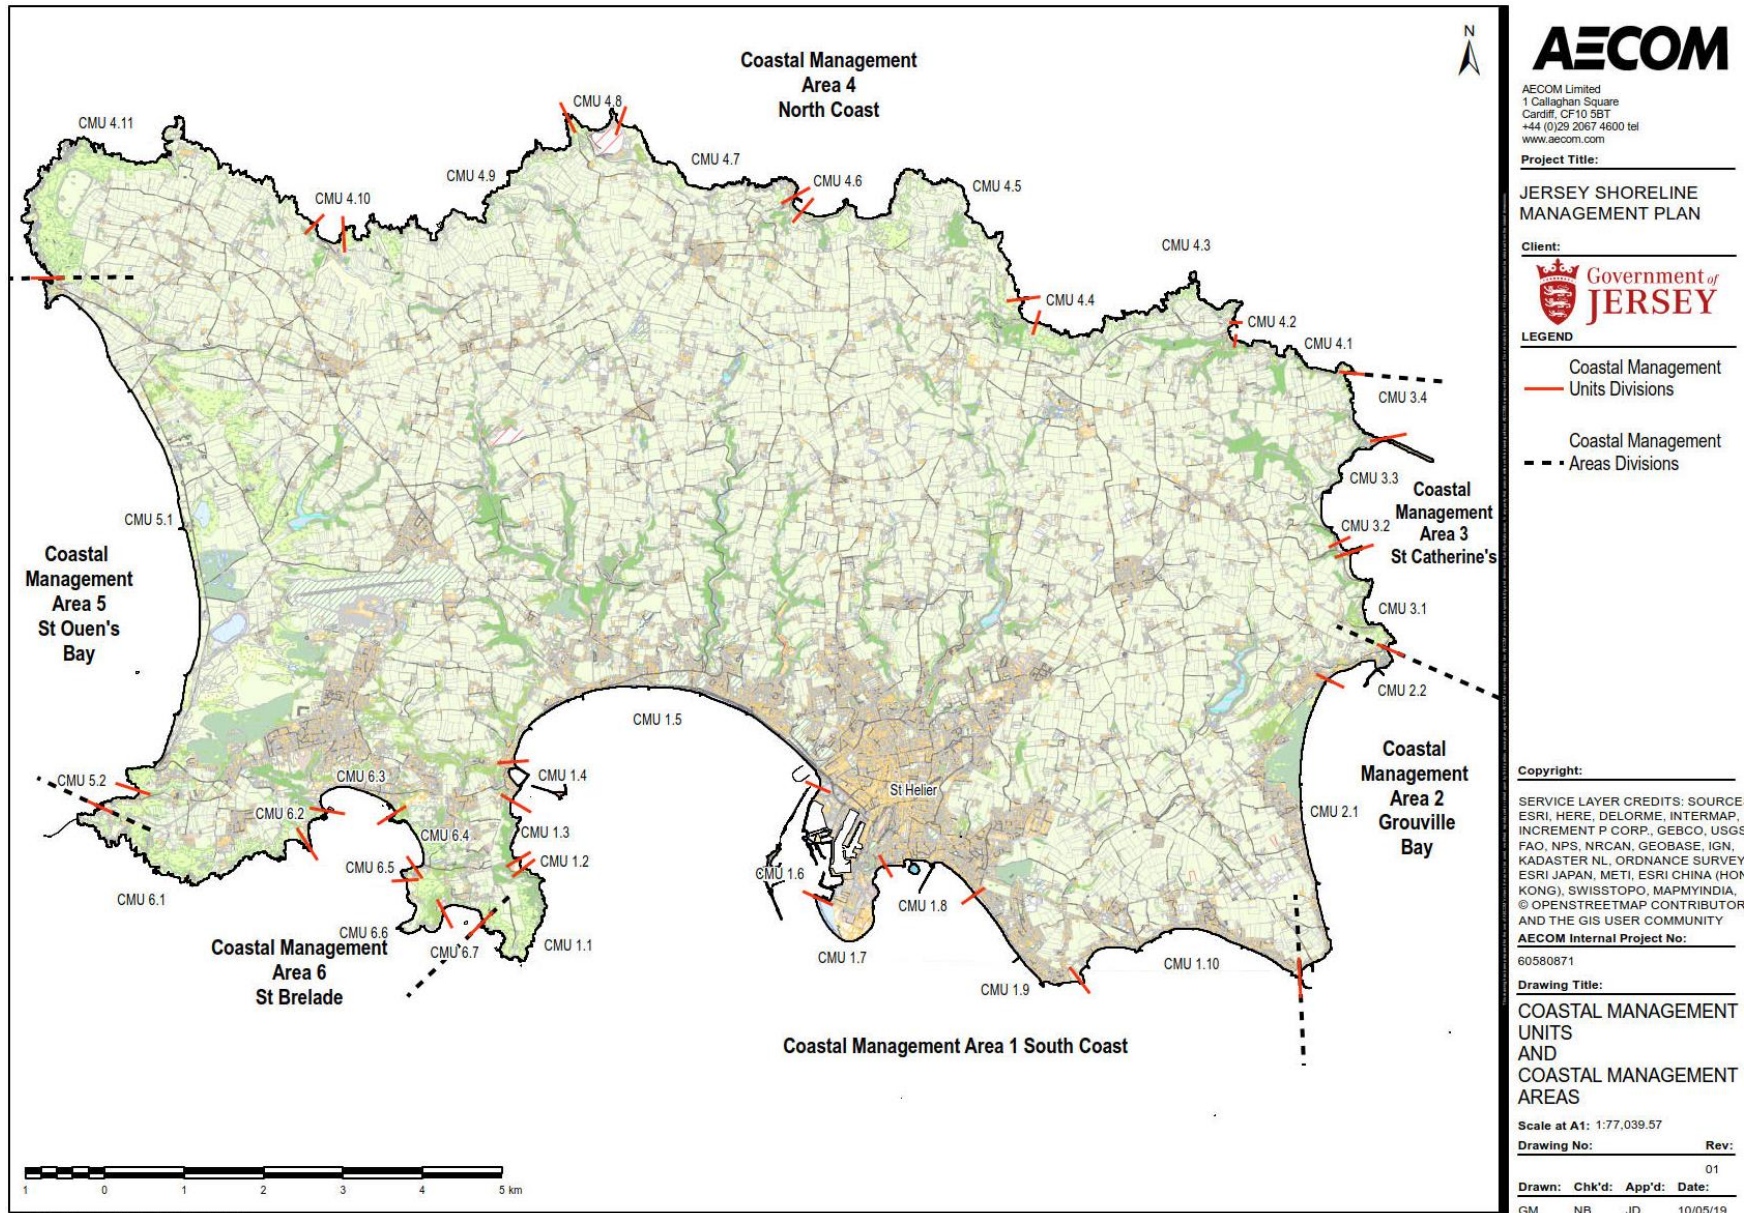 N
Coastal Management
Area 4
North Coast
CMU 4.11
CMU 4.10
CMU 4.9
CMU 4.8
CMU 4.7
CMU 4.6
CMU 4.5
CMU 4.4
CMU 4.3
CMU 4.2
CMU 4.1
CMU 3.4
CMU 3.3
CMU 3.2
CMU 3.1
Coastal
Management
Area 3
St Catherine's
CMU 2.2
CMU 2.1
Coastal
Management
Area 2
Grouville
Bay
CMU 5.1
Coastal
Management
Area 5
St Ouen's
Bay
CMU 5.2
CMU 6.1
CMU 6.2
CMU 6.3
CMU 6.4
CMU 6.5
CMU 6.6
CMU 6.7
Coastal Management
Area 6
St Brelade
CMU 1.1
CMU 1.2
CMU 1.3
CMU 1.4
CMU 1.5
St Helier
CMU 1.6
CMU 1.7
CMU 1.8
CMU 1.9
CMU 1.10
Coastal Management Area 1 South Coast
1 0 1 2 3 4 5 km
AECOM
AECOM Limited
1 Callaghan Square
Cardiff, CF10 5BT
+44 (0)29 2067 4600 tel
www.aecom.com
Project Title:
JERSEY SHORELINE
MANAGEMENT PLAN
Client:
Government of
JERSEY
LEGEND
Coastal Management
Units Divisions
Coastal Management
Areas Divisions
Copyright:
SERVICE LAYER CREDITS: SOURCE
ESRI, HERE, DELORME, INTERMAP,
INCREMENT P CORP., GEBCO, USGS
FAO, NPS, NRCAN, GEOBASE, IGN,
KADASTER NL, ORDNANCE SURVEY
ESRI JAPAN, METI, ESRI CHINA (HON
KONG), SWISSTOPO, MAPMYINDIA,
© OPENSTREETMAP CONTRIBUTOR
AND THE GIS USER COMMUNITY
AECOM Internal Project No:
60580871
Drawing Title:
COASTAL MANAGEMENT
UNITS
AND
COASTAL MANAGEMENT
AREAS
Scale at A1: 1:77,039.57
Drawing No: Rev:
01
Drawn: Chk'd: App'd: Date:
GM NB JD 10/05/19